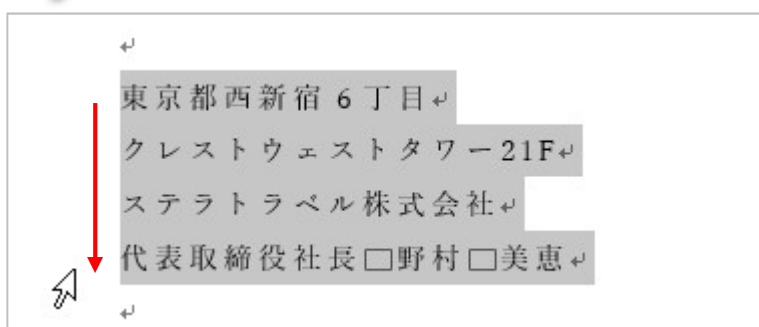 東京都西新宿６丁目
クレストウェストタワー21F
ステラトラベル株式会社
代表取締役社長□野村□美恵